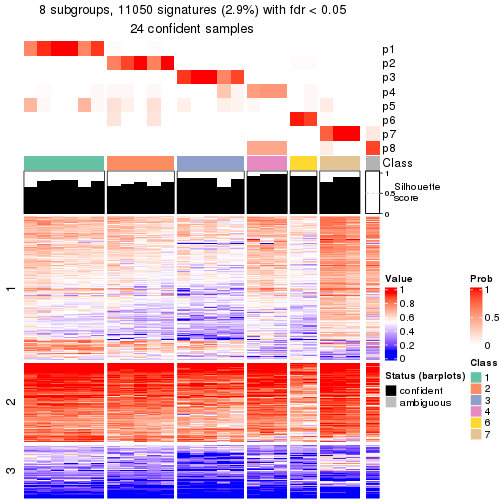 8 subgroups, 11050 signatures (2.9%) with fdr < 0.05
24 confident samples
p1
p2
p3
p4
p5
p6
p7
p8
Class
1
0.5
0
Silhouette
score
1
2
3
Value
1
0.8
0.6
0.4
0.2
0
Prob
1
0.5
0
Status (barplots)
confident
ambiguous
Class
1
2
3
4
6
7